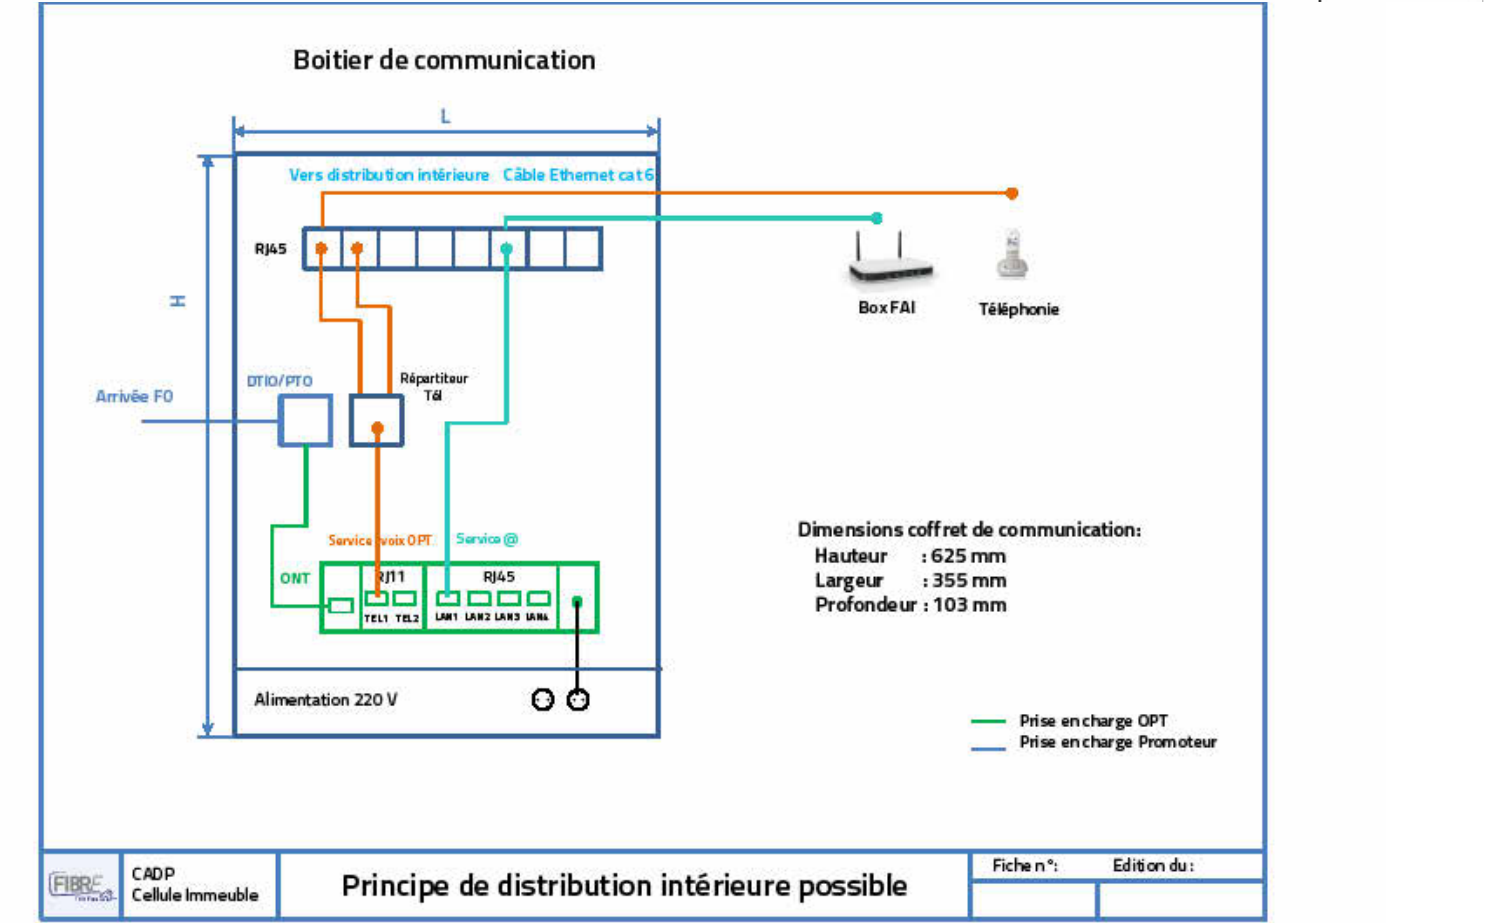 Boitier de communication
L
Vers distribution intérieure Câble Ethernet cat 6
RJ45
H
Box FAI
Téléphonie
DTIO/PTO
Répartiteur
Tél
Arrivée FO
Service voix OPT
Service @
ONT
RJ11
RJ45
TEL1 TEL2
LAN1 LAN2 LAN3 LAN4
Dimensions coffret de communication:
Hauteur : 625 mm
Largeur : 355 mm
Profondeur : 103 mm
Alimentation 220 V
Prise en charge OPT
Prise en charge Promoteur
FIBRE
CADP
Cellule Immeuble
Principe de distribution intérieure possible
Fiche n°:
Edition du :